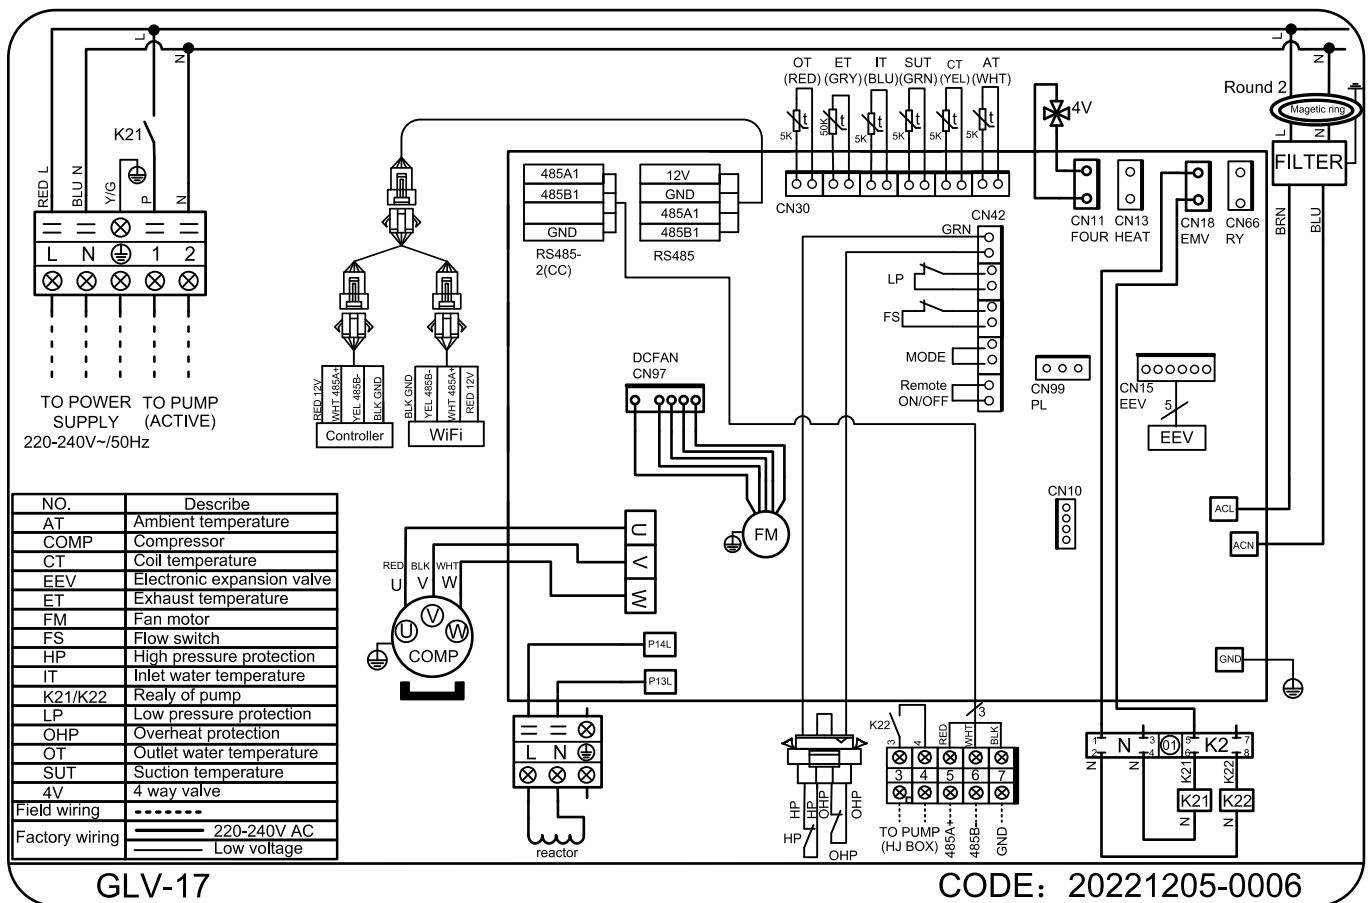 L
N
K21
RED L
BLU N
Y/G
P
N
L N 1 2
TO POWER
SUPPLY
220-240V~/50Hz
TO PUMP
(ACTIVE)
RED 12V
WHT 485A+
YEL 485B-
BLK GND
Controller
BLK GND
YEL 485B-
WHT 485A+
RED 12V
WiFi
485A1
485B1
GND
RS485-
2(CC)
12V
GND
485A1
485B1
RS485
OT ET IT SUT CT AT
(RED) (GRY) (BLU) (GRN) (YEL) (WHT)
t t t t t t
5K 50K 5K 5K 5K 5K
CN30
4V
CN11
FOUR
CN13
HEAT
CN18
EMV
CN66
RY
L
N
Round 2
Magetic ring
L
N
FILTER
BRN
BLU
CN42
GRN
LP
FS
MODE
Remote
ON/OFF
DCFAN
CN97
FM
CN99
PL
CN15
EEV
5
EEV
CN10
ACL
ACN
GND
RED BLK WHT
U V W
U V W
COMP
U
V
W
P14L
P13L
L N
reactor
HP
HP
OHP
OHP
HP
OHP
K22
3
4
RED
WHT
BLK
3
3 4 5 6 7
TO PUMP
(HJ BOX)
485A+
485B-
GND
1 3 5 7
N 01 K2
2 4 6 8
N
N
K21
K22
K21 K22
N
N
NO. Describe
AT Ambient temperature
COMP Compressor
CT Coil temperature
EEV Electronic expansion valve
ET Exhaust temperature
FM Fan motor
FS Flow switch
HP High pressure protection
IT Inlet water temperature
K21/K22 Realy of pump
LP Low pressure protection
OHP Overheat protection
OT Outlet water temperature
SUT Suction temperature
4V 4 way valve
Field wiring
Factory wiring 220-240V AC
Low voltage
GLV-17
CODE: 20221205-0006